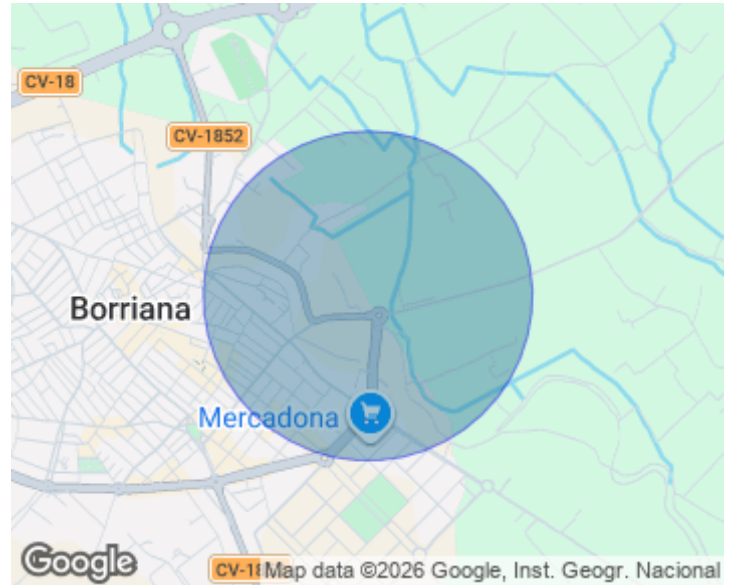 CV-18
CV-1852
Borriana
Mercadona
Google
CV-18
Map data ©2026 Google, Inst. Geogr. Nacional